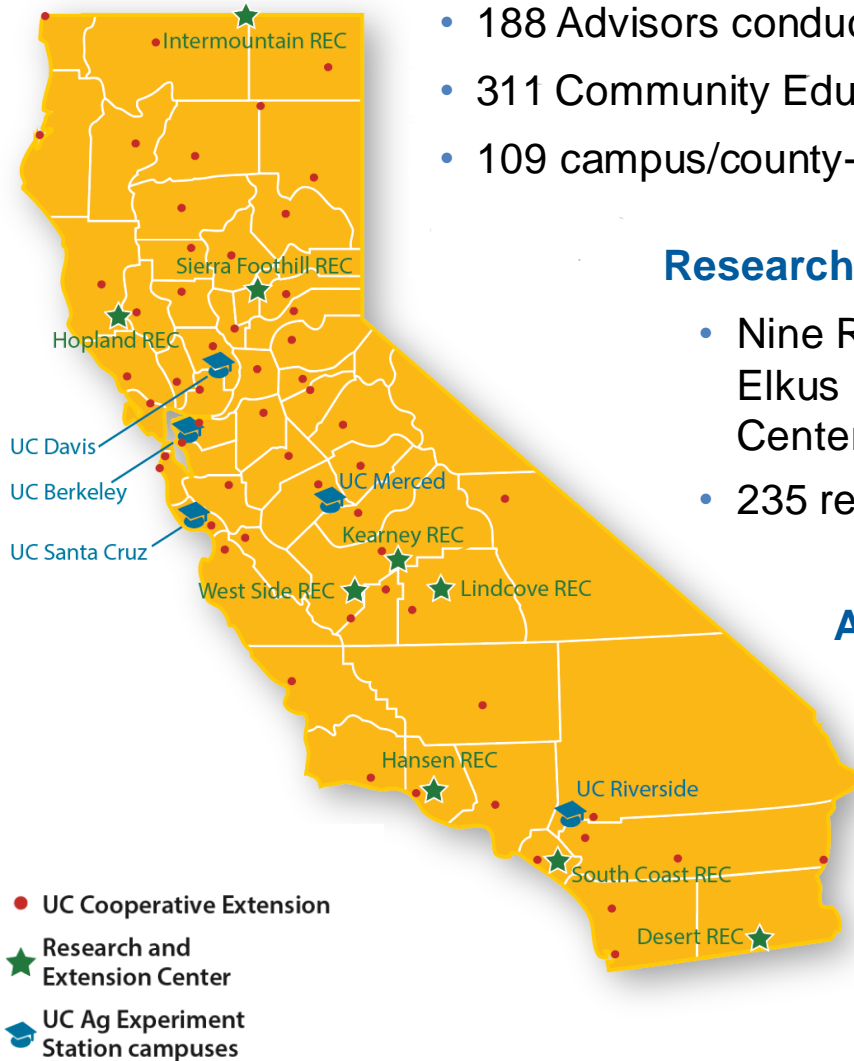 • 188 Advisors conduc
• 311 Community Edu
• 109 campus/county-
Research
• Nine R
Elkus
Center
• 235 re
A
Intermountain REC
Sierra Foothill REC
Hopland REC
UC Davis
UC Berkeley
UC Santa Cruz
UC Merced
Kearney REC
West Side REC
Lindcove REC
Hansen REC
UC Riverside
South Coast REC
Desert REC
UC Cooperative Extension
Research and
Extension Center
UC Ag Experiment
Station campuses